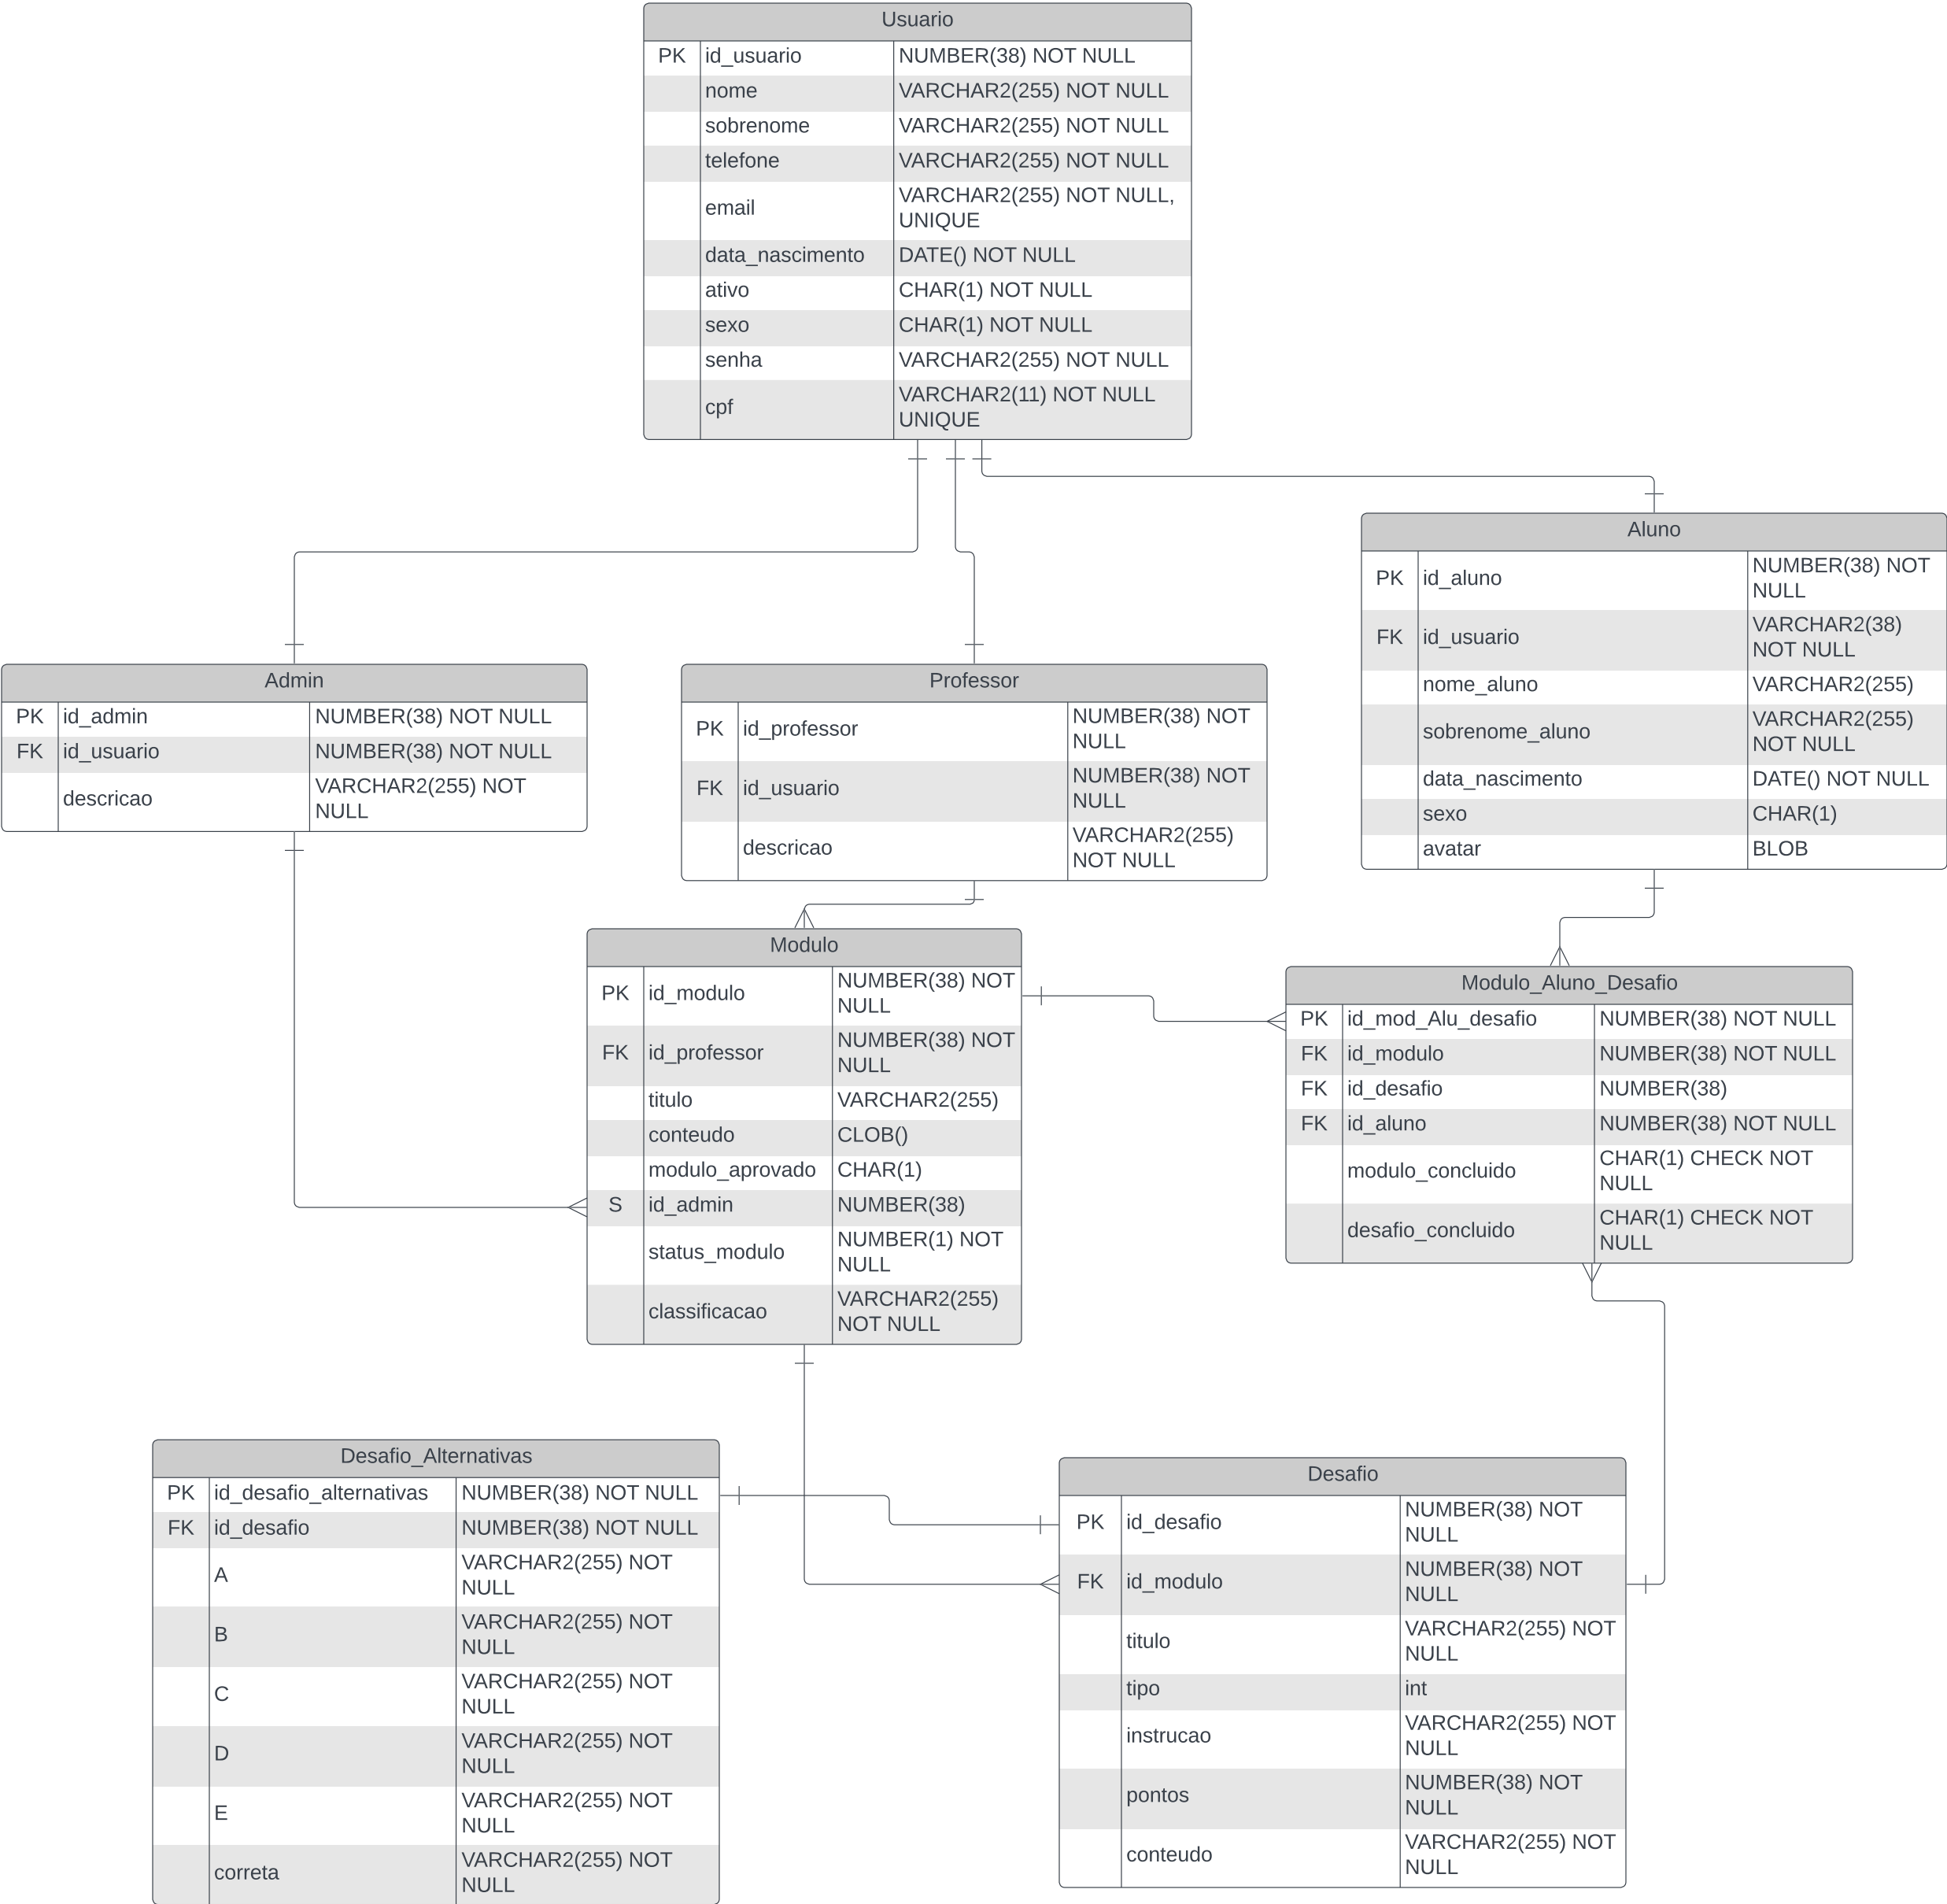 Usuario
PK id_usuario NUMBER(38) NOT NULL
nome VARCHAR2(255) NOT NULL
sobrenome VARCHAR2(255) NOT NULL
telefone VARCHAR2(255) NOT NULL
email VARCHAR2(255) NOT NULL,
UNIQUE
data_nascimento DATE() NOT NULL
ativo CHAR(1) NOT NULL
sexo CHAR(1) NOT NULL
senha VARCHAR2(255) NOT NULL
cpf VARCHAR2(11) NOT NULL
UNIQUE
Aluno
PK id_aluno NUMBER(38) NOT
NULL
FK id_usuario VARCHAR2(38)
NOT NULL
nome_aluno VARCHAR2(255)
sobrenome_aluno VARCHAR2(255)
NOT NULL
data_nascimento DATE() NOT NULL
sexo CHAR(1)
avatar BLOB
Admin
PK id_admin NUMBER(38) NOT NULL
FK id_usuario NUMBER(38) NOT NULL
descricao VARCHAR2(255) NOT
NULL
Professor
PK id_professor NUMBER(38) NOT
NULL
FK id_usuario NUMBER(38) NOT
NULL
descricao VARCHAR2(255)
NOT NULL
Modulo
PK id_modulo NUMBER(38) NOT
NULL
FK id_professor NUMBER(38) NOT
NULL
titulo VARCHAR2(255)
conteudo CLOB()
modulo_aprovado CHAR(1)
S id_admin NUMBER(38)
status_modulo NUMBER(1) NOT
NULL
classificacao VARCHAR2(255)
NOT NULL
Modulo_Aluno_Desafio
PK id_mod_Alu_desafio NUMBER(38) NOT NULL
FK id_modulo NUMBER(38) NOT NULL
FK id_desafio NUMBER(38)
FK id_aluno NUMBER(38) NOT NULL
modulo_concluido CHAR(1) CHECK NOT
NULL
desafio_concluido CHAR(1) CHECK NOT
NULL
Desafio_Alternativas
PK id_desafio_alternativas NUMBER(38) NOT NULL
FK id_desafio NUMBER(38) NOT NULL
A VARCHAR2(255) NOT
NULL
B VARCHAR2(255) NOT
NULL
C VARCHAR2(255) NOT
NULL
D VARCHAR2(255) NOT
NULL
E VARCHAR2(255) NOT
NULL
correta VARCHAR2(255) NOT
NULL
Desafio
PK id_desafio NUMBER(38) NOT
NULL
FK id_modulo NUMBER(38) NOT
NULL
titulo VARCHAR2(255) NOT
NULL
tipo int
instrucao VARCHAR2(255) NOT
NULL
pontos NUMBER(38) NOT
NULL
conteudo VARCHAR2(255) NOT
NULL